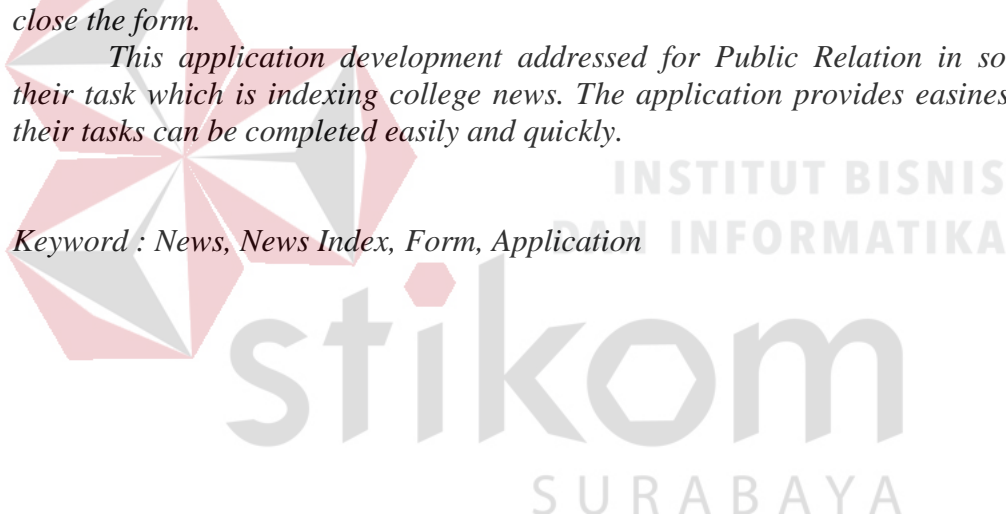 close the form.
This application development addressed for Public Relation in so
their task which is indexing college news. The application provides easines
their tasks can be completed easily and quickly.
INSTITUT BISNIS
DAN INFORMATIKA
Keyword : News, News Index, Form, Application
stikom
SURABAYA